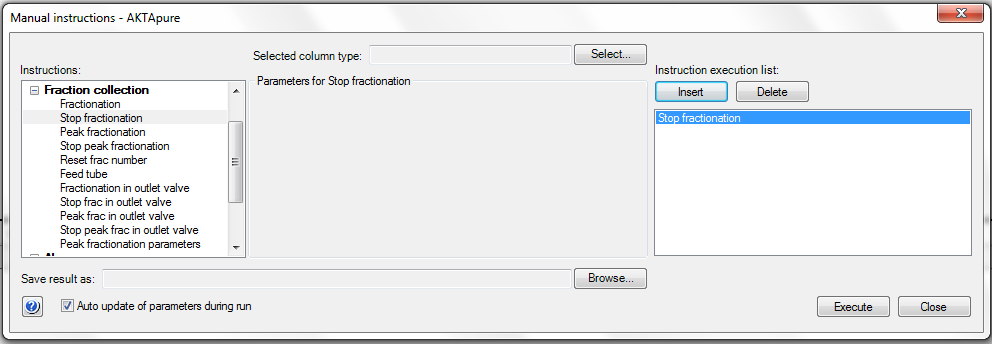 Manual instructions - AKTApure
Selected column type:
Select...
Instructions:
Fraction collection
Fractionation
Stop fractionation
Peak fractionation
Stop peak fractionation
Reset frac number
Feed tube
Fractionation in outlet valve
Stop frac in outlet valve
Peak frac in outlet valve
Stop peak frac in outlet valve
Peak fractionation parameters
Parameters for Stop fractionation
Instruction execution list:
Insert
Delete
Stop fractionation
Save result as:
Browse...
Auto update of parameters during run
Execute
Close